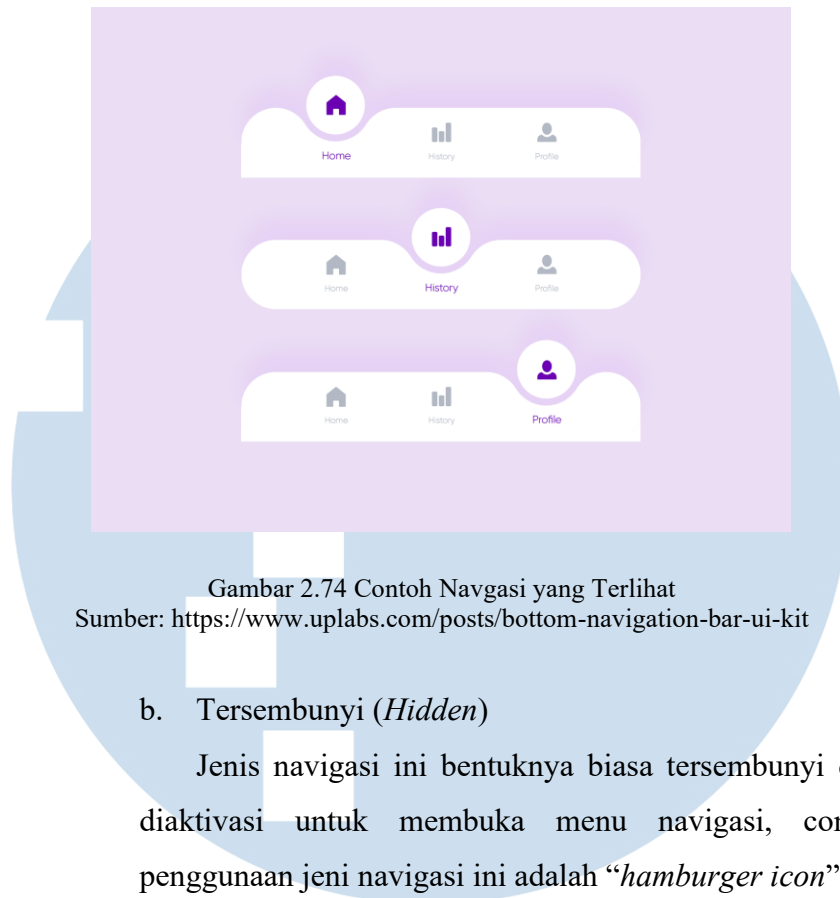 Home History Profile
Home History Profile
Home History Profile
Gambar 2.74 Contoh Navgasi yang Terlihat
Sumber: https://www.uplabs.com/posts/bottom-navigation-bar-ui-kit
b. Tersembunyi (Hidden)
Jenis navigasi ini bentuknya biasa tersembunyi
diaktivasi untuk membuka menu navigasi,
penggunaan jeni navigasi ini adalah “hamburger icon”